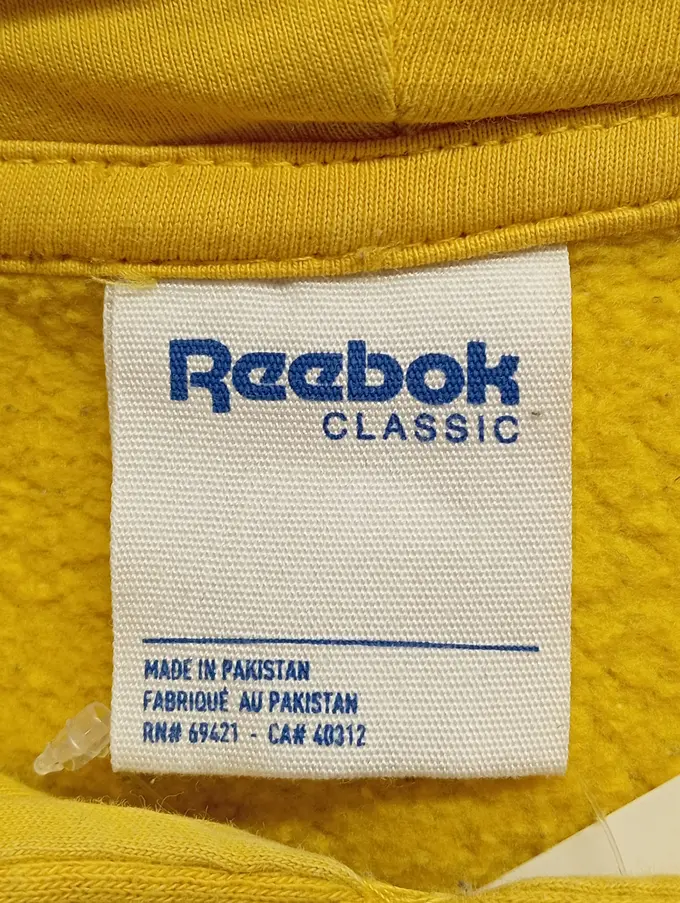 Reebok
CLASSIC
MADE IN PAKISTAN
FABRIQUÉ AU PAKISTAN
RN# 69421 - CA# 40312